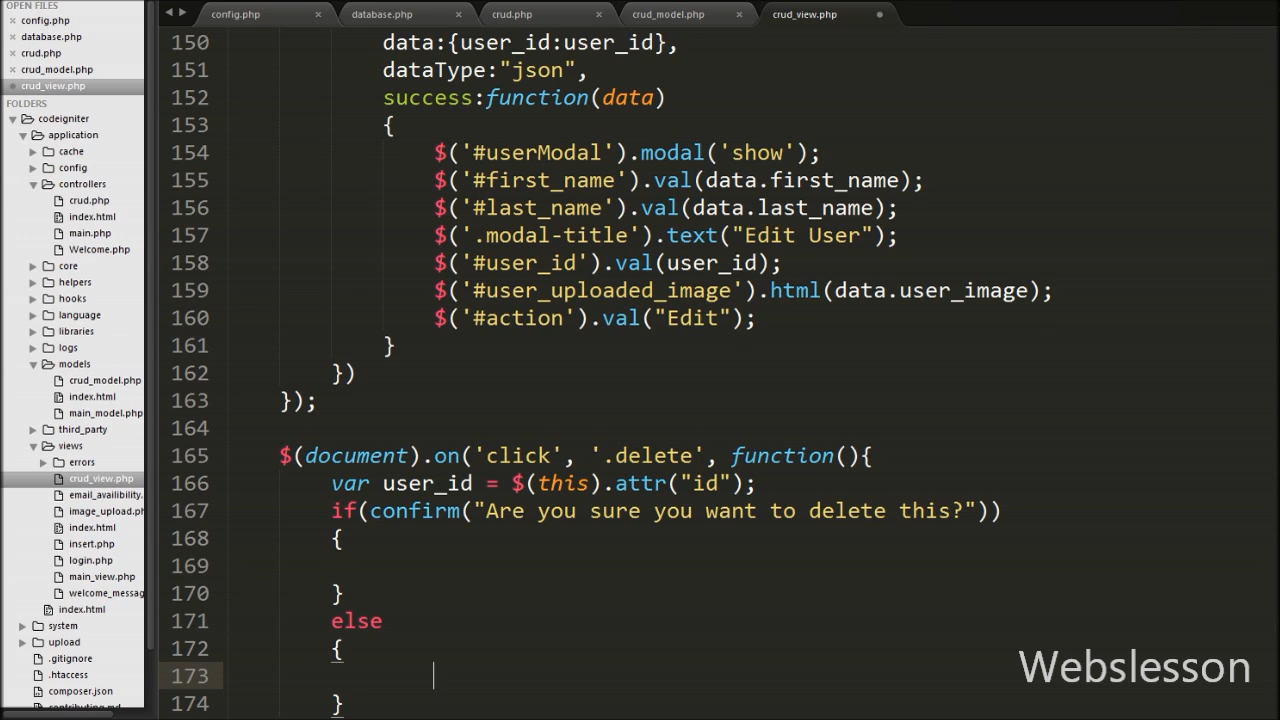 OPEN FILES
config.php
database.php
crud.php
crud_model.php
crud_view.php
FOLDERS
codeigniter
application
cache
config
controllers
crud.php
index.html
main.php
Welcome.php
core
helpers
hooks
language
libraries
logs
models
crud_model.php
index.html
main_model.php
third_party
views
errors
crud_view.php
email_availibility.
image_upload.ph
index.html
insert.php
login.php
main_view.php
welcome_messag
index.html
system
upload
.gitignore
.htaccess
composer.json
contributing.md
config.php database.php crud.php crud_model.php crud_view.php
150 data:{user_id:user_id},
151 dataType:"json",
152 success:function(data)
153 {
154 $('#userModal').modal('show');
155 $('#first_name').val(data.first_name);
156 $('#last_name').val(data.last_name);
157 $('.modal-title').text("Edit User");
158 $('#user_id').val(user_id);
159 $('#user_uploaded_image').html(data.user_image);
160 $('#action').val("Edit");
161 }
162 })
163 });
164
165 $(document).on('click', '.delete', function(){
166 var user_id = $(this).attr("id");
167 if(confirm("Are you sure you want to delete this?"))
168 {
169
170 }
171 else
172 {
173
174 }
Webslesson